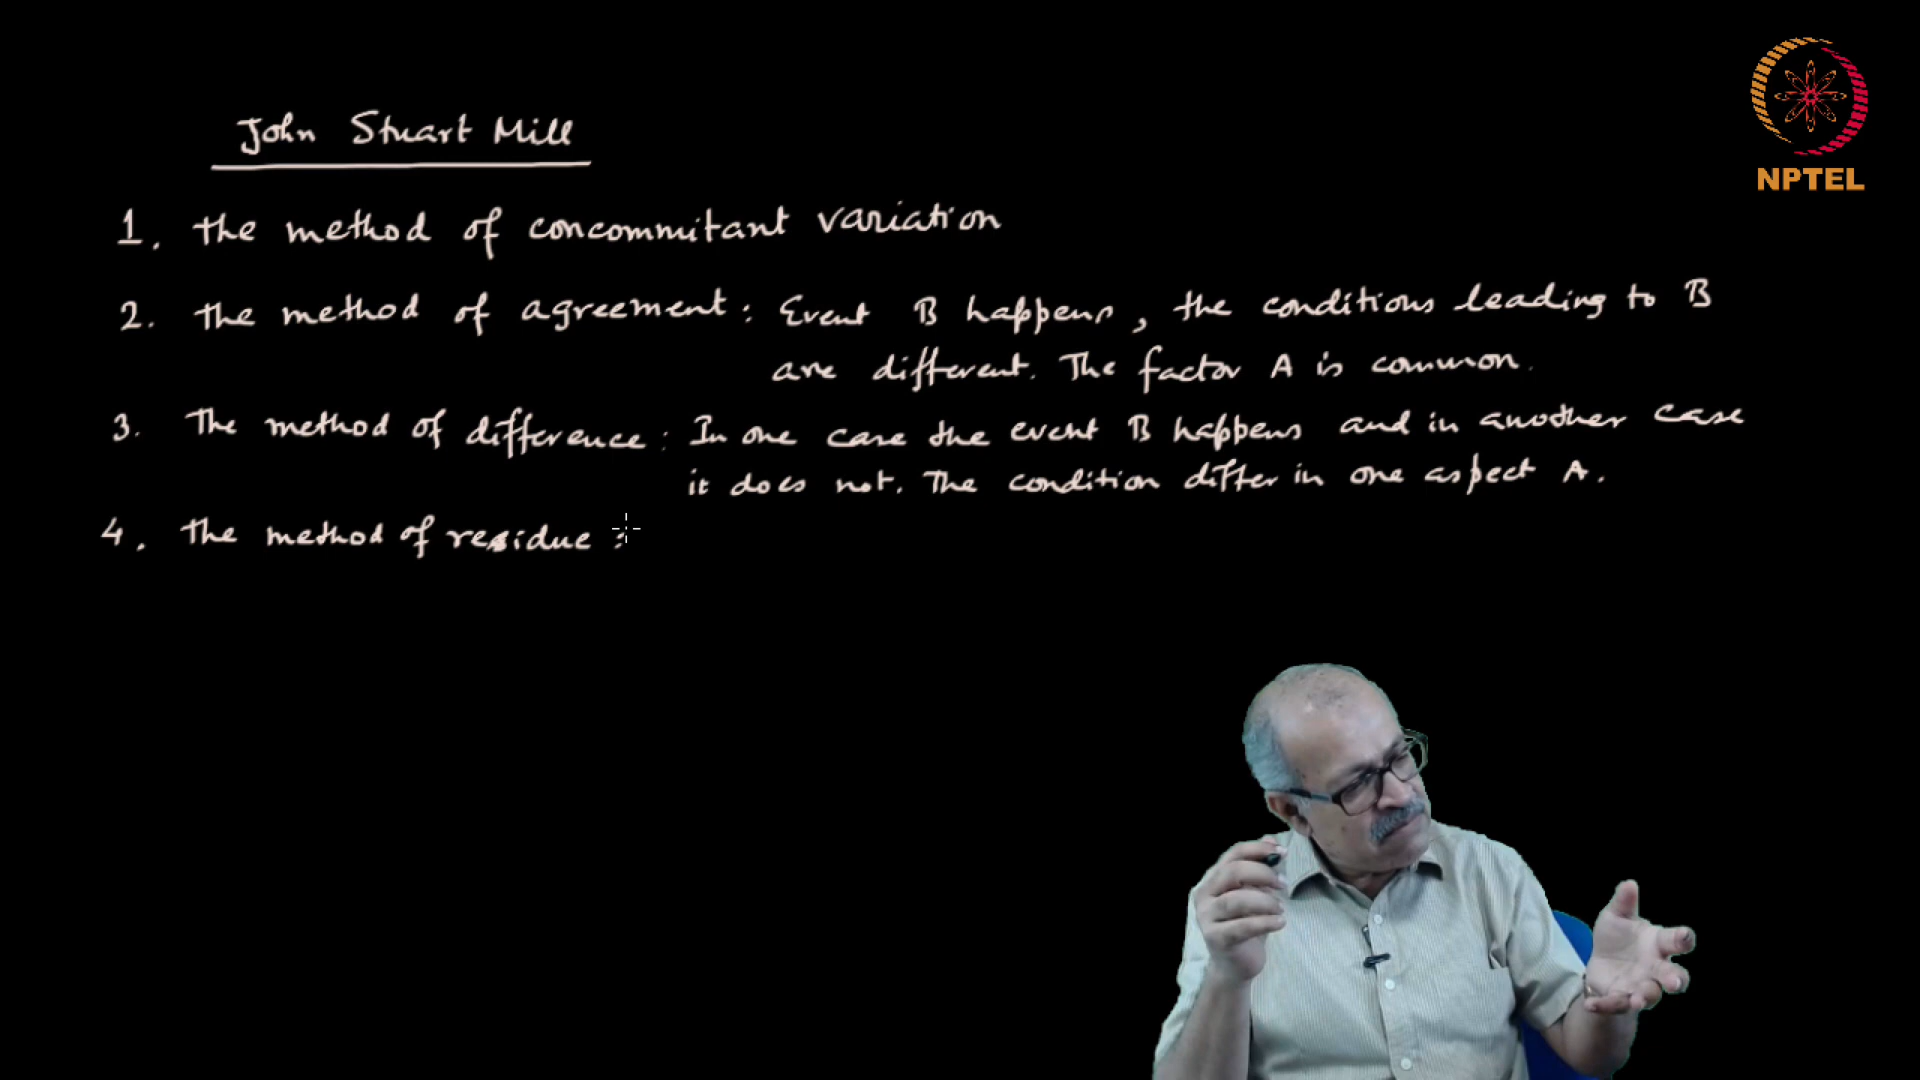 NPTEL
John Stuart Mill
1. The method of concommitant variation
2. The method of agreement : Event B happens, the conditions leading to B
are different. The factor A is common.
3. The method of difference : In one case the event B happens and in another case
it does not. The condition differ in one aspect A.
4. The method of residue :